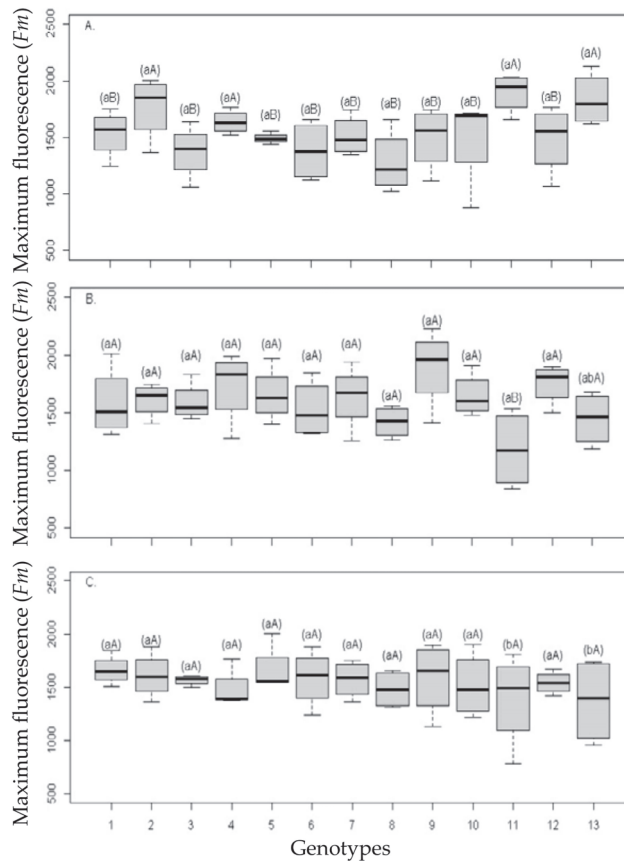 Maximum fluorescence (Fm)
2500
2000
1500
1000
500
A.
(aB) (aA) (aB) (aA) (aB) (aB) (aB) (aB) (aB) (aB) (aA) (aB) (aA)
Maximum fluorescence (Fm)
2500
2000
1500
1000
500
B.
(aA) (aA) (aA) (aA) (aA) (aA) (aA) (aA) (aA) (aA) (aB) (aA) (abA)
Maximum fluorescence (Fm)
2500
2000
1500
1000
500
C.
(aA) (aA) (aA) (aA) (aA) (aA) (aA) (aA) (aA) (aA) (bA) (aA) (bA)
1 2 3 4 5 6 7 8 9 10 11 12 13
Genotypes